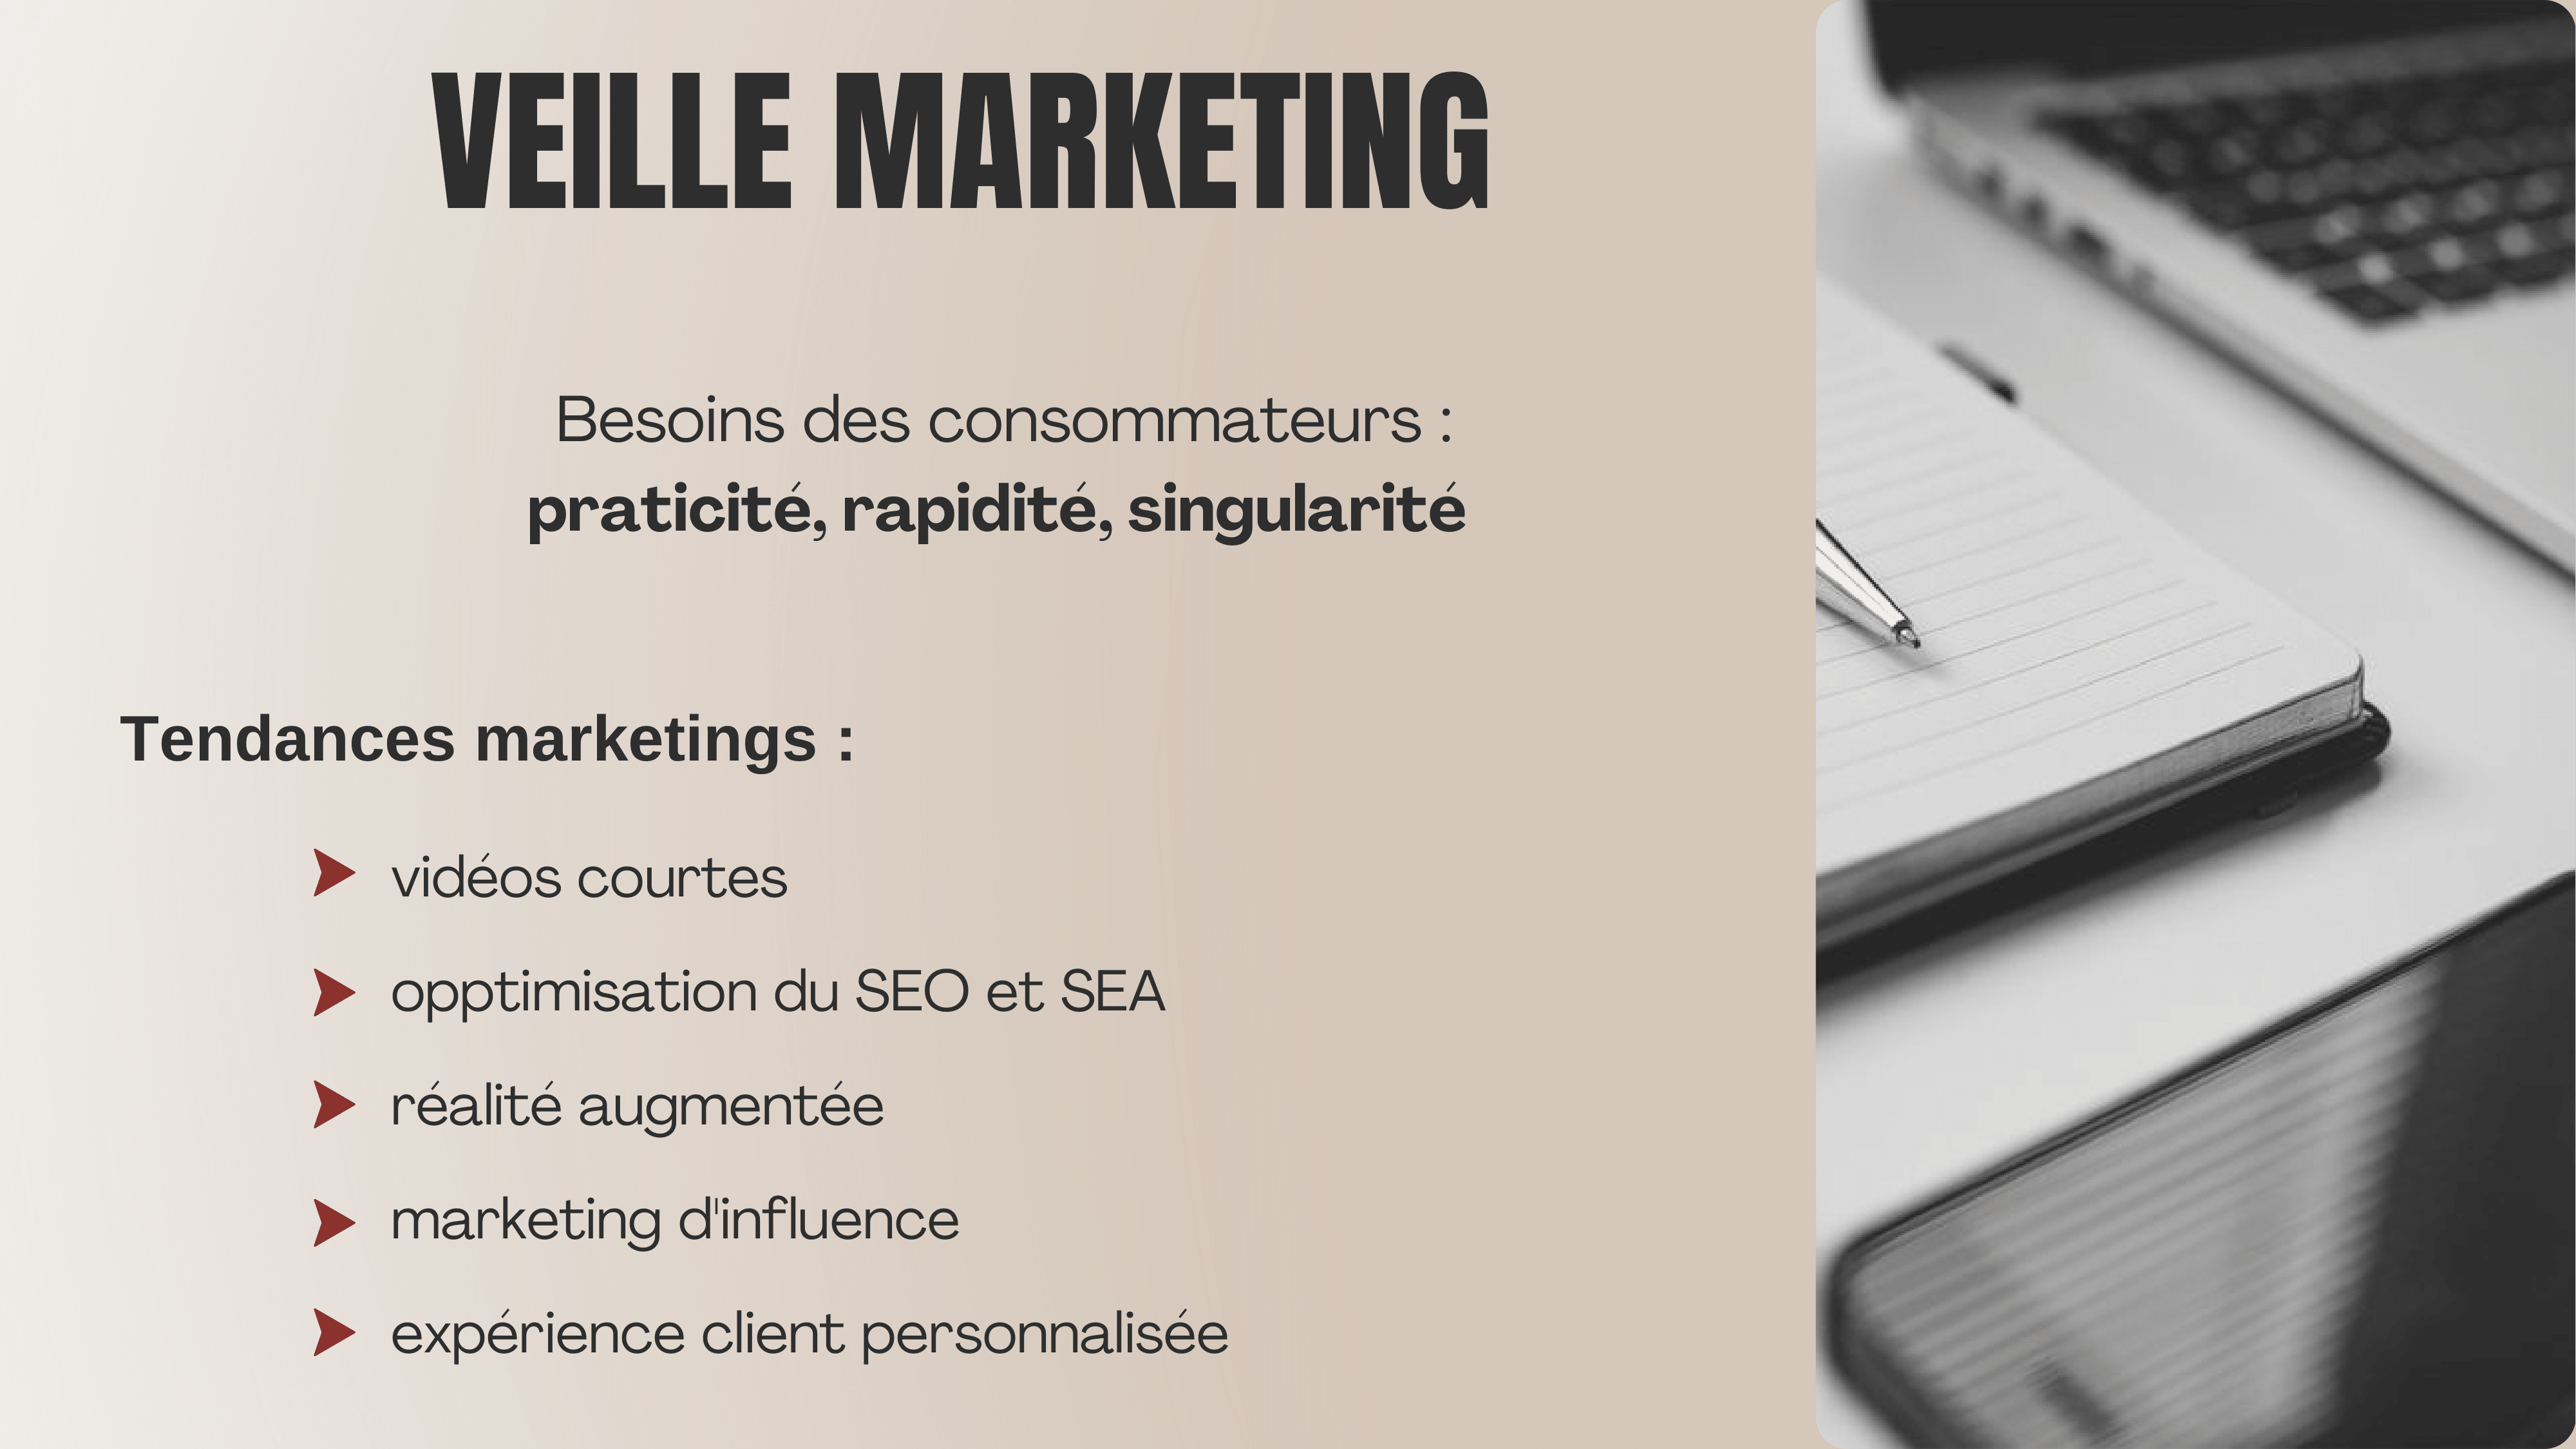 VEILLE MARKETING
Besoins des consommateurs :
praticité, rapidité, singularité
Tendances marketings :
vidéos courtes
opptimisation du SEO et SEA
réalité augmentée
marketing d'influence
expérience client personnalisée